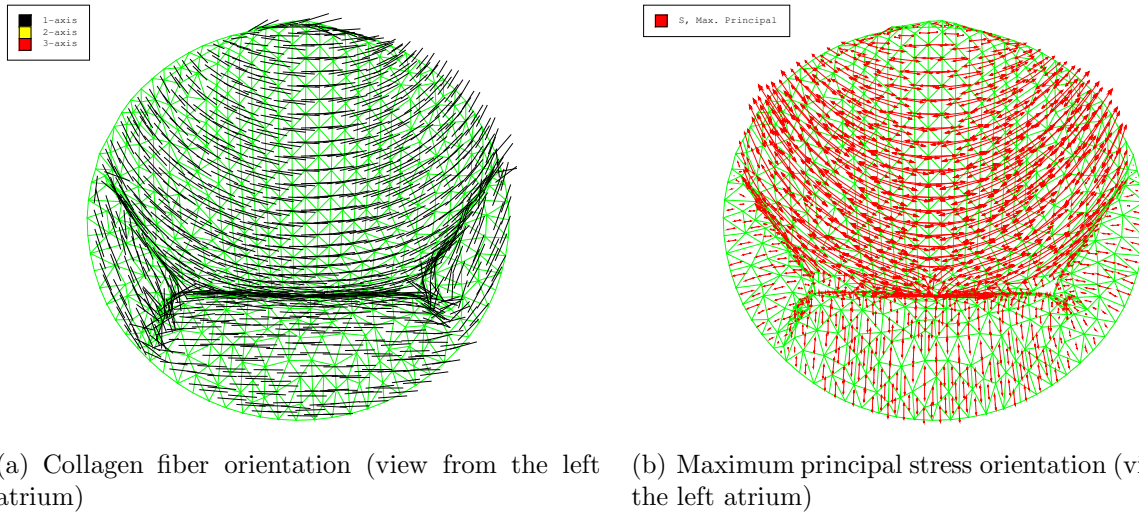 1-axis
2-axis
3-axis
S, Max. Principal
(a) Collagen fiber orientation (view from the left
atrium)
(b) Maximum principal stress orientation (vi
the left atrium)